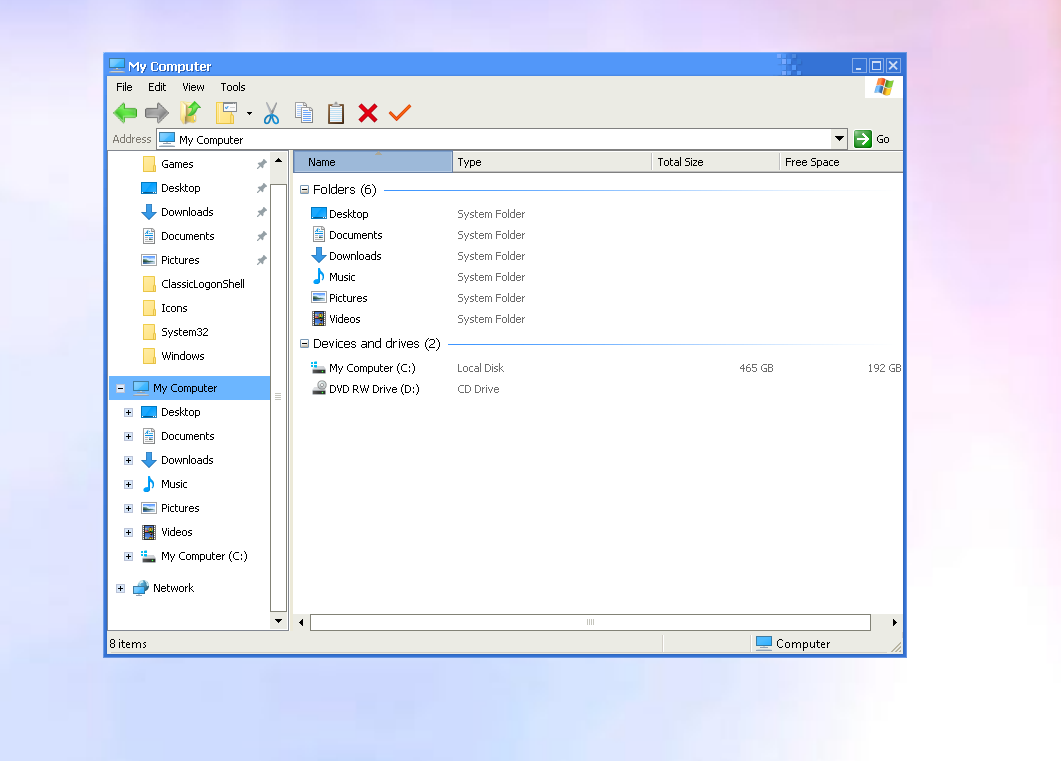 My Computer
File Edit View Tools
Address My Computer Go
Games
Desktop
Downloads
Documents
Pictures
ClassicLogonShell
Icons
System32
Windows
My Computer
Desktop
Documents
Downloads
Music
Pictures
Videos
My Computer (C:)
Network
Name Type Total Size Free Space
Folders (6)
Desktop System Folder
Documents System Folder
Downloads System Folder
Music System Folder
Pictures System Folder
Videos System Folder
Devices and drives (2)
My Computer (C:) Local Disk 465 GB 192 GB
DVD RW Drive (D:) CD Drive
8 items Computer